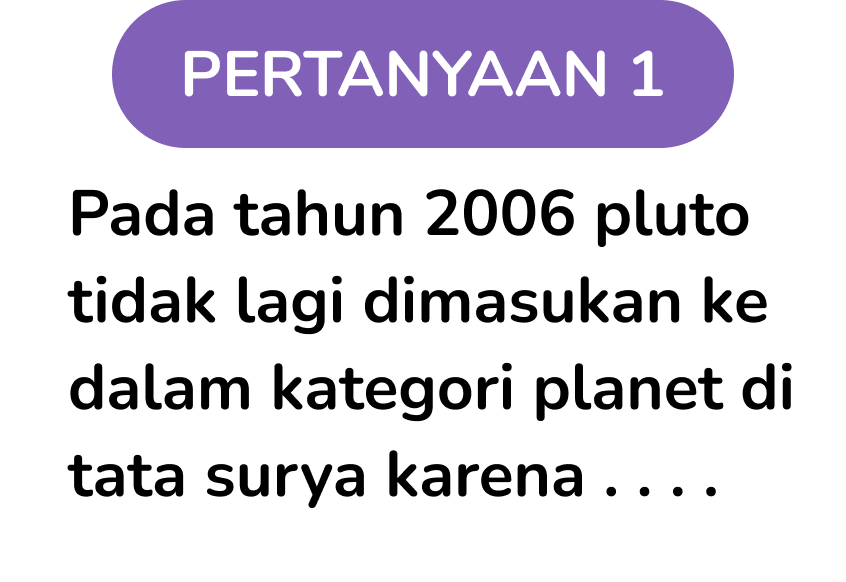 PERTANYAAN 1
Pada tahun 2006 pluto
tidak lagi dimasukan ke
dalam kategori planet di
tata surya karena . . . .